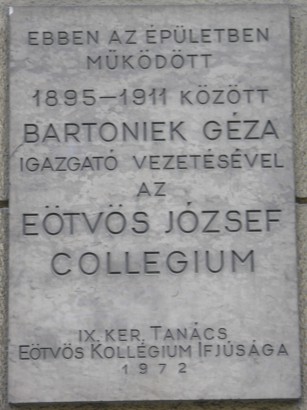 EBBEN AZ ÉPÜLETBEN
MŰKÖDÖTT
1895–1911 KÖZÖTT
BARTONIEK GÉZA
IGAZGATÓ VEZETÉSÉVEL
AZ
EÖTVÖS JÓZSEF
COLLEGIUM
IX. KER. TANÁCS
EÖTVÖS KOLLÉGIUM IFJÚSÁGA
1972